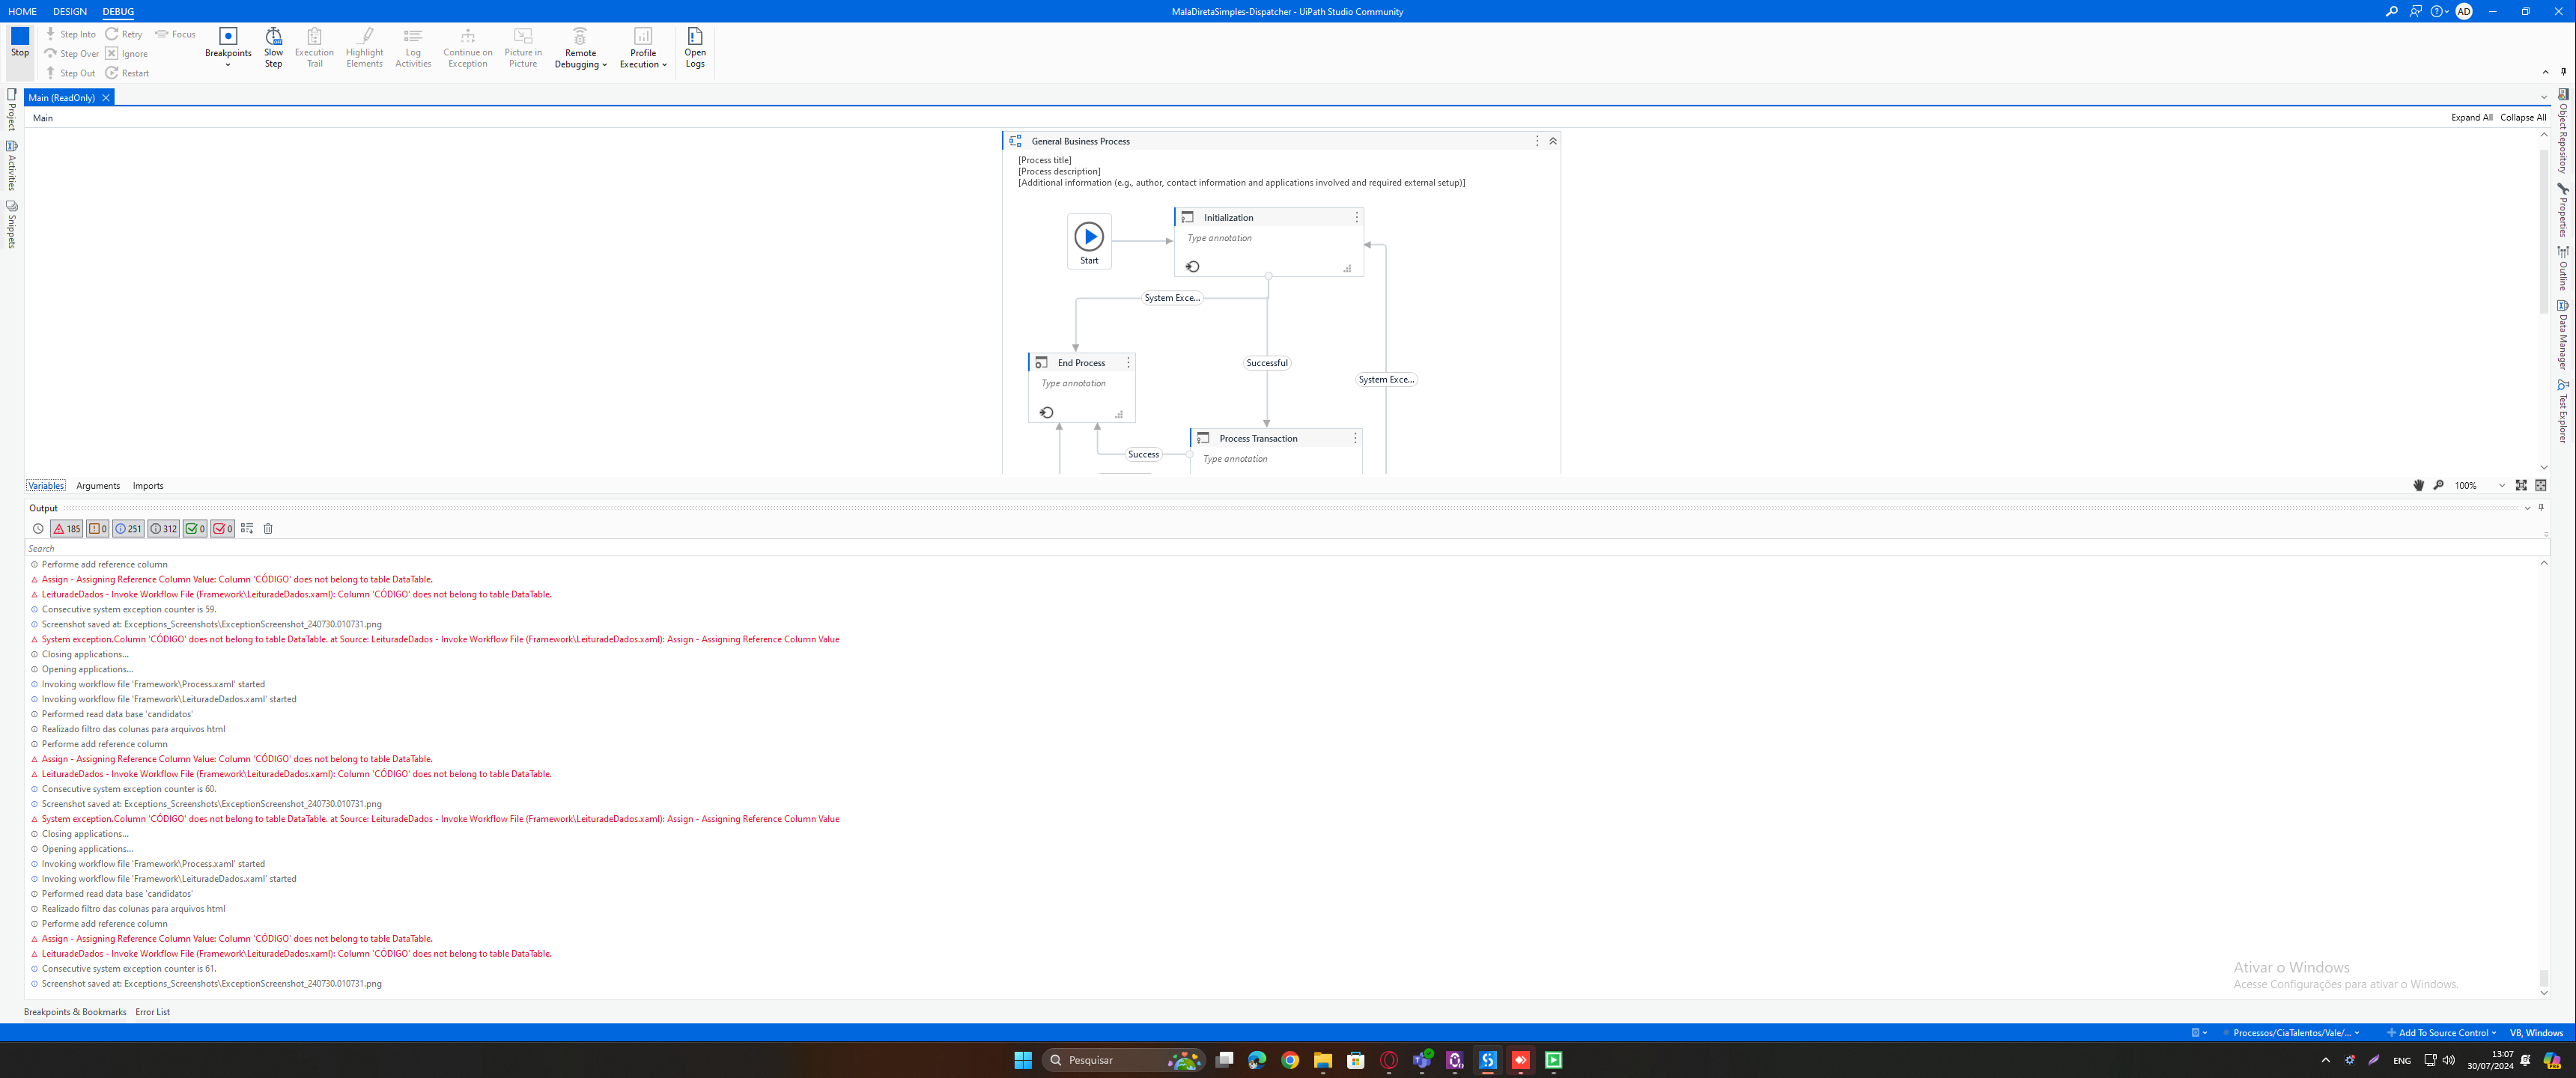 HOME DESIGN DEBUG MalaDiretaSimples-Dispatcher - UiPath Studio Community AD
Stop
Step Into Retry Focus
Step Over Ignore
Step Out Restart
Breakpoints
Slow Step
Execution Trail
Highlight Elements
Log Activities
Continue on Exception
Picture in Picture
Remote Debugging
Profile Execution
Open Logs
Main (ReadOnly)
Main Expand All Collapse All
Project
Activities
Snippets
Object Repository
Properties
Outline
Data Manager
Test Explorer
General Business Process
[Process title]
[Process description]
[Additional information (e.g., author, contact information and applications involved and required external setup)]
Start
Initialization
Type annotation
System Exce...
End Process
Type annotation
Successful
System Exce...
Process Transaction
Type annotation
Success
Variables Arguments Imports 100%
Output
185 0 251 312 0 0
Search
Performe add reference column
Assign - Assigning Reference Column Value: Column 'CÓDIGO' does not belong to table DataTable.
LeituradeDados - Invoke Workflow File (Framework\LeituradeDados.xaml): Column 'CÓDIGO' does not belong to table DataTable.
Consecutive system exception counter is 59.
Screenshot saved at: Exceptions_Screenshots\ExceptionScreenshot_240730.010731.png
System exception.Column 'CÓDIGO' does not belong to table DataTable. at Source: LeituradeDados - Invoke Workflow File (Framework\LeituradeDados.xaml): Assign - Assigning Reference Column Value
Closing applications...
Opening applications...
Invoking workflow file 'Framework\Process.xaml' started
Invoking workflow file 'Framework\LeituradeDados.xaml' started
Performed read data base 'candidatos'
Realizado filtro das colunas para arquivos html
Performe add reference column
Assign - Assigning Reference Column Value: Column 'CÓDIGO' does not belong to table DataTable.
LeituradeDados - Invoke Workflow File (Framework\LeituradeDados.xaml): Column 'CÓDIGO' does not belong to table DataTable.
Consecutive system exception counter is 60.
Screenshot saved at: Exceptions_Screenshots\ExceptionScreenshot_240730.010731.png
System exception.Column 'CÓDIGO' does not belong to table DataTable. at Source: LeituradeDados - Invoke Workflow File (Framework\LeituradeDados.xaml): Assign - Assigning Reference Column Value
Closing applications...
Opening applications...
Invoking workflow file 'Framework\Process.xaml' started
Invoking workflow file 'Framework\LeituradeDados.xaml' started
Performed read data base 'candidatos'
Realizado filtro das colunas para arquivos html
Performe add reference column
Assign - Assigning Reference Column Value: Column 'CÓDIGO' does not belong to table DataTable.
LeituradeDados - Invoke Workflow File (Framework\LeituradeDados.xaml): Column 'CÓDIGO' does not belong to table DataTable.
Consecutive system exception counter is 61.
Screenshot saved at: Exceptions_Screenshots\ExceptionScreenshot_240730.010731.png
Ativar o Windows
Acesse Configurações para ativar o Windows.
Breakpoints & Bookmarks Error List
Processos/CiaTalentos/Vale/... Add To Source Control VB, Windows
Pesquisar
ENG
13:07
30/07/2024